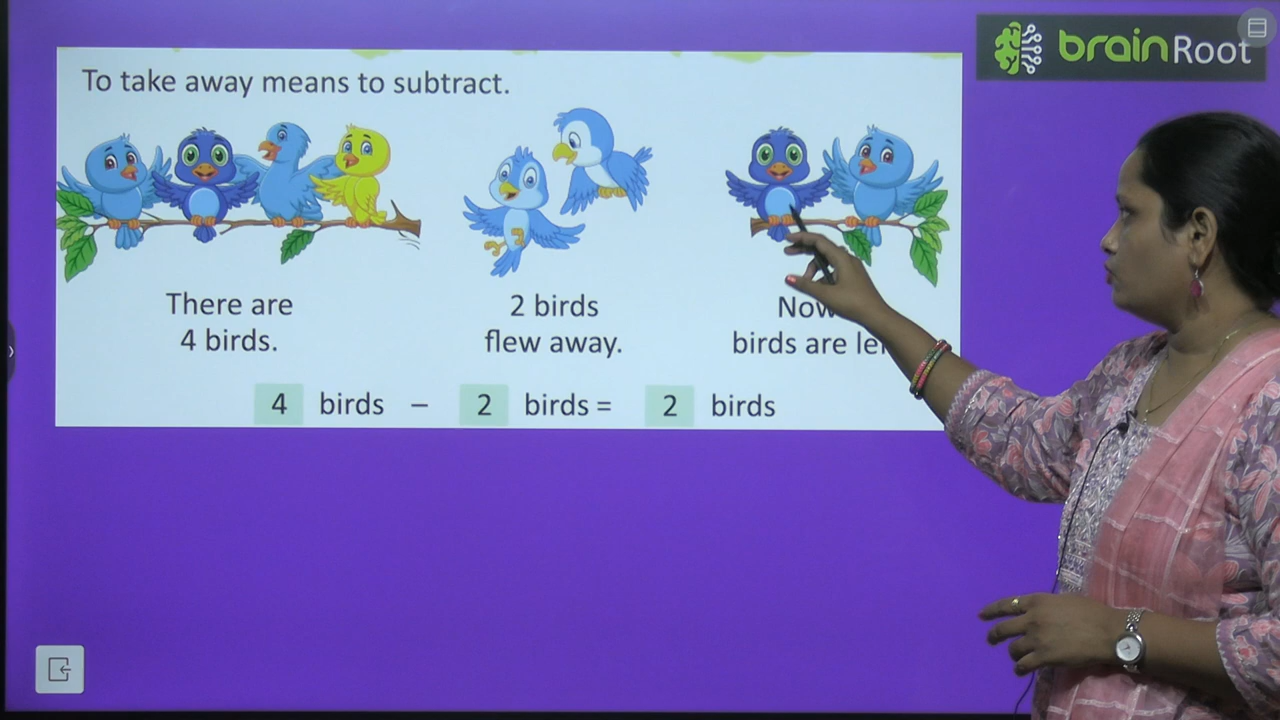 brainRoot
To take away means to subtract.
There are
4 birds.
2 birds
flew away.
Now
birds are
4 birds – 2 birds = 2 birds